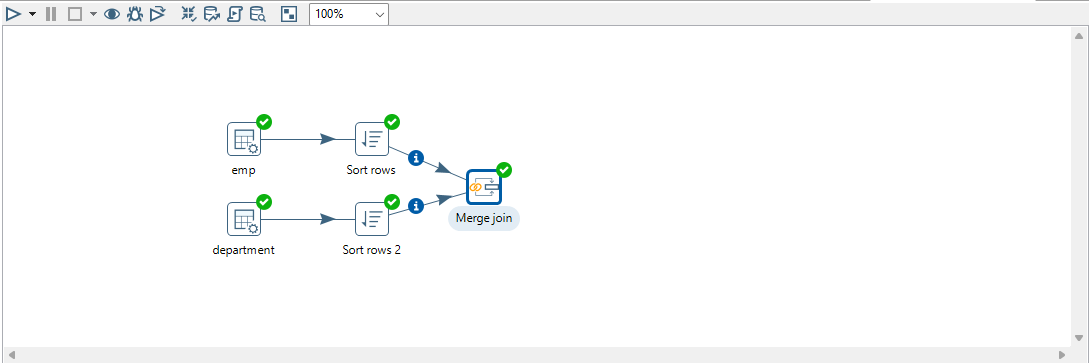 100%
emp
Sort rows
Merge join
department
Sort rows 2